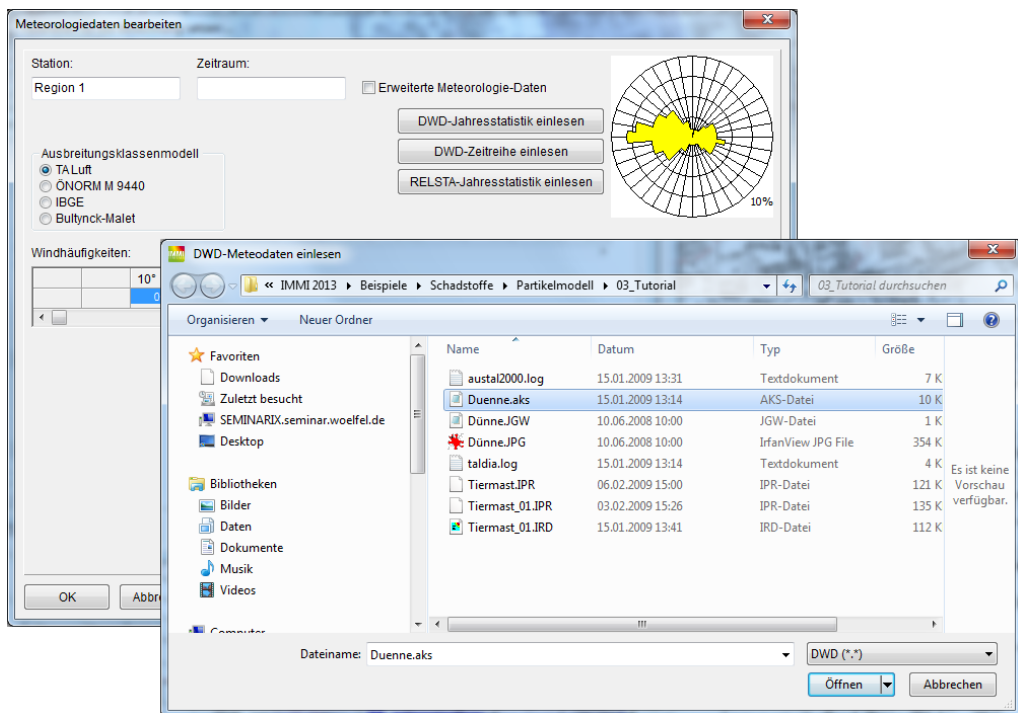 Meteorologiedaten bearbeiten
Station:
Zeitraum:
Region 1
Erweiterte Meteorologie-Daten
DWD-Jahresstatistik einlesen
DWD-Zeitreihe einlesen
RELSTA-Jahresstatistik einlesen
10%
Ausbreitungsklassenmodell
TALuft
ÖNORM M 9440
IBGE
Bultynck-Malet
Windhäufigkeiten:
10°
0
OK
DWD-Meteodaten einlesen
« IMMI 2013 Beispiele Schadstoffe Partikelmodell 03_Tutorial
03_Tutorial durchsuchen
Organisieren Neuer Ordner
Favoriten
Downloads
Zuletzt besucht
SEMINARIX.seminar.woelfel.de
Desktop
Bibliotheken
Bilder
Daten
Dokumente
Musik
Videos
Computer
Name Datum Typ Größe
austal2000.log 15.01.2009 13:31 Textdokument 7 K
Duenne.aks 15.01.2009 13:14 AKS-Datei 10 K
Dünne.JGW 10.06.2008 10:00 JGW-Datei 1 K
Dünne.JPG 10.06.2008 10:00 IrfanView JPG File 354 K
taldia.log 15.01.2009 13:14 Textdokument 4 K
Tiermast.IPR 06.02.2009 15:00 IPR-Datei 121 K
Tiermast_01.IPR 03.02.2009 15:26 IPR-Datei 135 K
Tiermast_01.IRD 15.01.2009 13:41 IRD-Datei 112 K
Es ist keine
Vorschau
verfügbar.
Dateiname: Duenne.aks
DWD (*.*)
Öffnen
Abbrechen